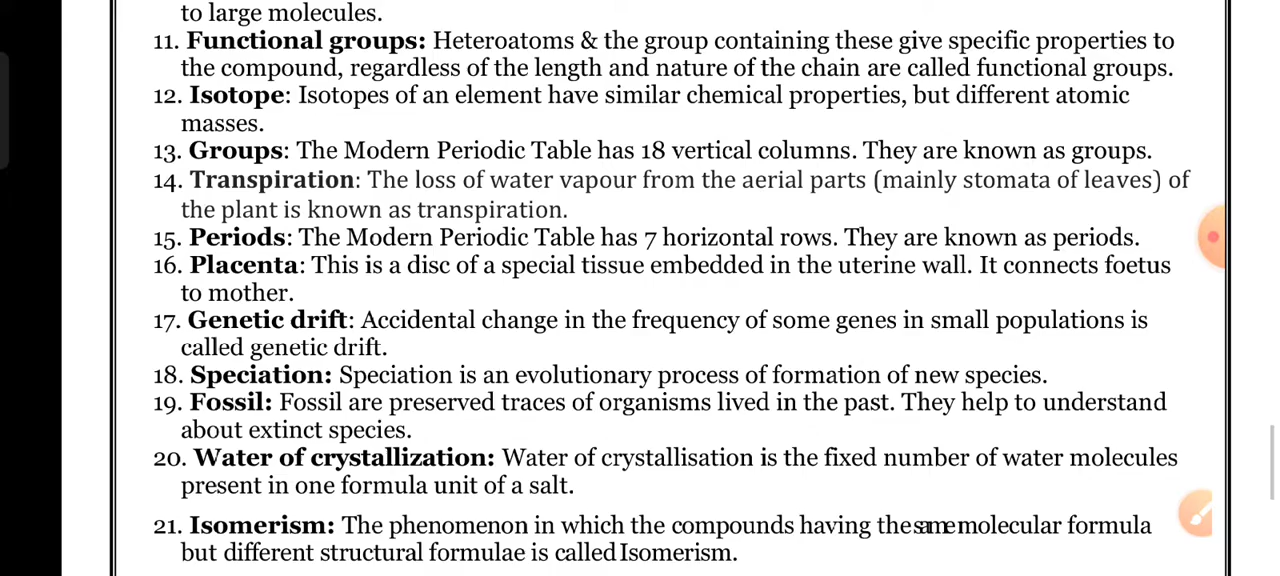 to large molecules.
11. Functional groups: Heteroatoms & the group containing these give specific properties to
the compound, regardless of the length and nature of the chain are called functional groups.
12. Isotope: Isotopes of an element have similar chemical properties, but different atomic
masses.
13. Groups: The Modern Periodic Table has 18 vertical columns. They are known as groups.
14. Transpiration: The loss of water vapour from the aerial parts (mainly stomata of leaves) of
the plant is known as transpiration.
15. Periods: The Modern Periodic Table has 7 horizontal rows. They are known as periods.
16. Placenta: This is a disc of a special tissue embedded in the uterine wall. It connects foetus
to mother.
17. Genetic drift: Accidental change in the frequency of some genes in small populations is
called genetic drift.
18. Speciation: Speciation is an evolutionary process of formation of new species.
19. Fossil: Fossil are preserved traces of organisms lived in the past. They help to understand
about extinct species.
20. Water of crystallization: Water of crystallisation is the fixed number of water molecules
present in one formula unit of a salt.
21. Isomerism: The phenomenon in which the compounds having thesame molecular formula
but different structural formulae is called Isomerism.